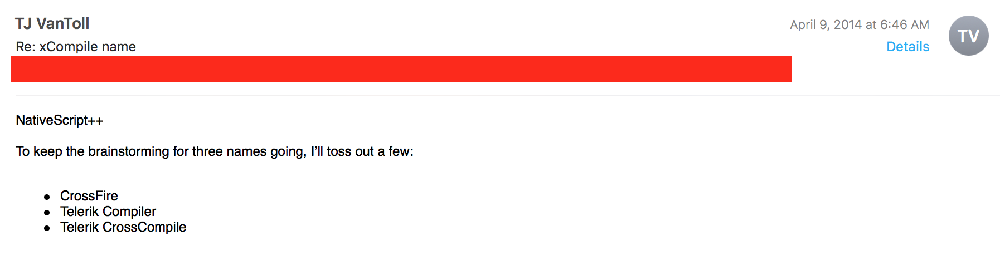 TJ VanToll
April 9, 2014 at 6:46 AM
TV
Re: xCompile name
Details
NativeScript++
To keep the brainstorming for three names going, I’ll toss out a few:
● CrossFire
● Telerik Compiler
● Telerik CrossCompile